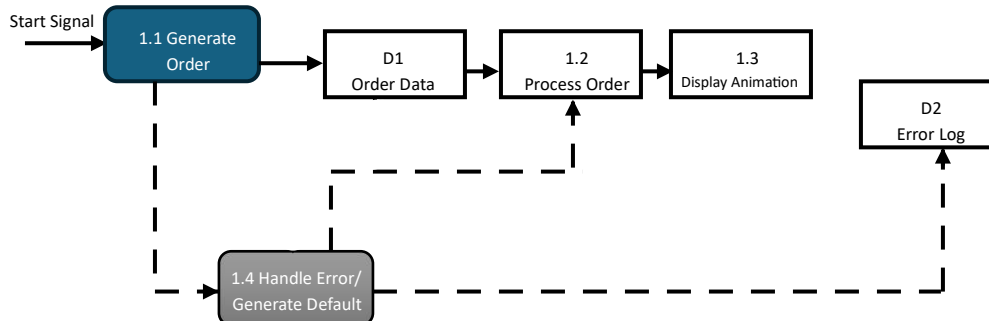 Start Signal
1.1 Generate
Order
D1
Order Data
1.2
Process Order
1.3
Display Animation
D2
Error Log
1.4 Handle Error/
Generate Default